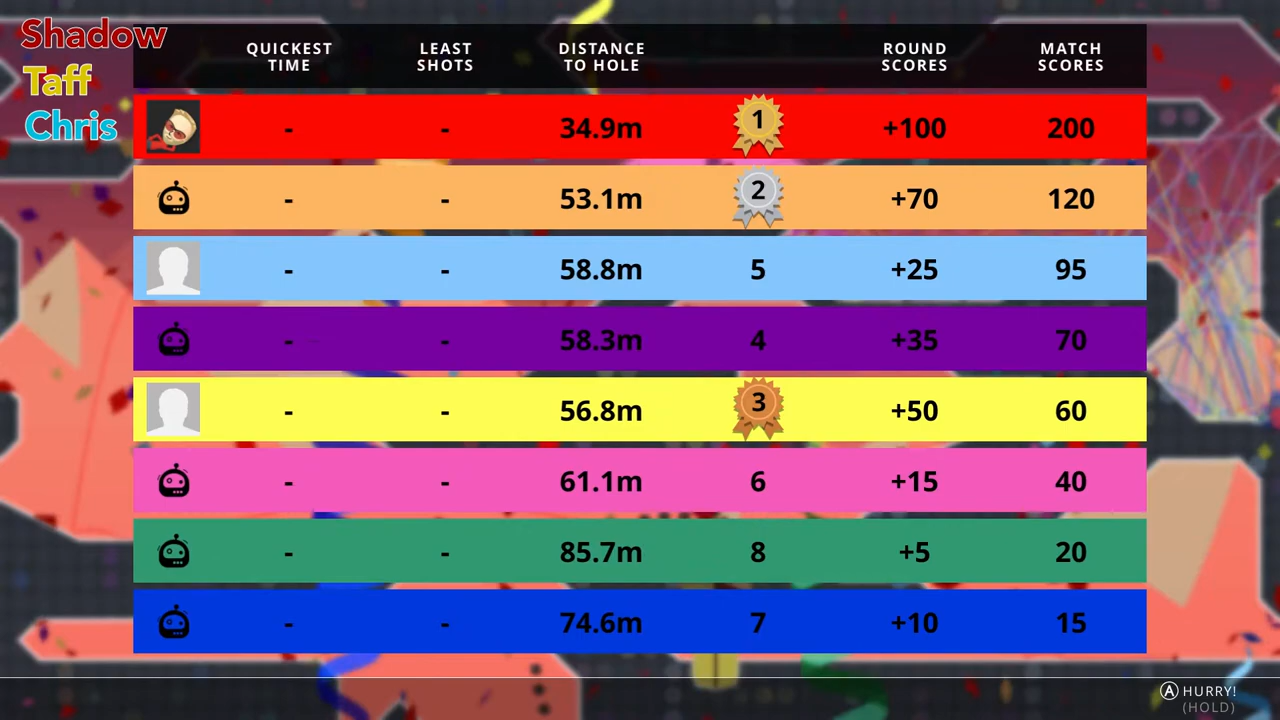 Shadow
Taff
Chris
QUICKEST TIME LEAST SHOTS DISTANCE TO HOLE ROUND SCORES MATCH SCORES
- - 34.9m 1 +100 200
- - 53.1m 2 +70 120
- - 58.8m 5 +25 95
- - 58.3m 4 +35 70
- - 56.8m 3 +50 60
- - 61.1m 6 +15 40
- - 85.7m 8 +5 20
- - 74.6m 7 +10 15
A HURRY!
(HOLD)